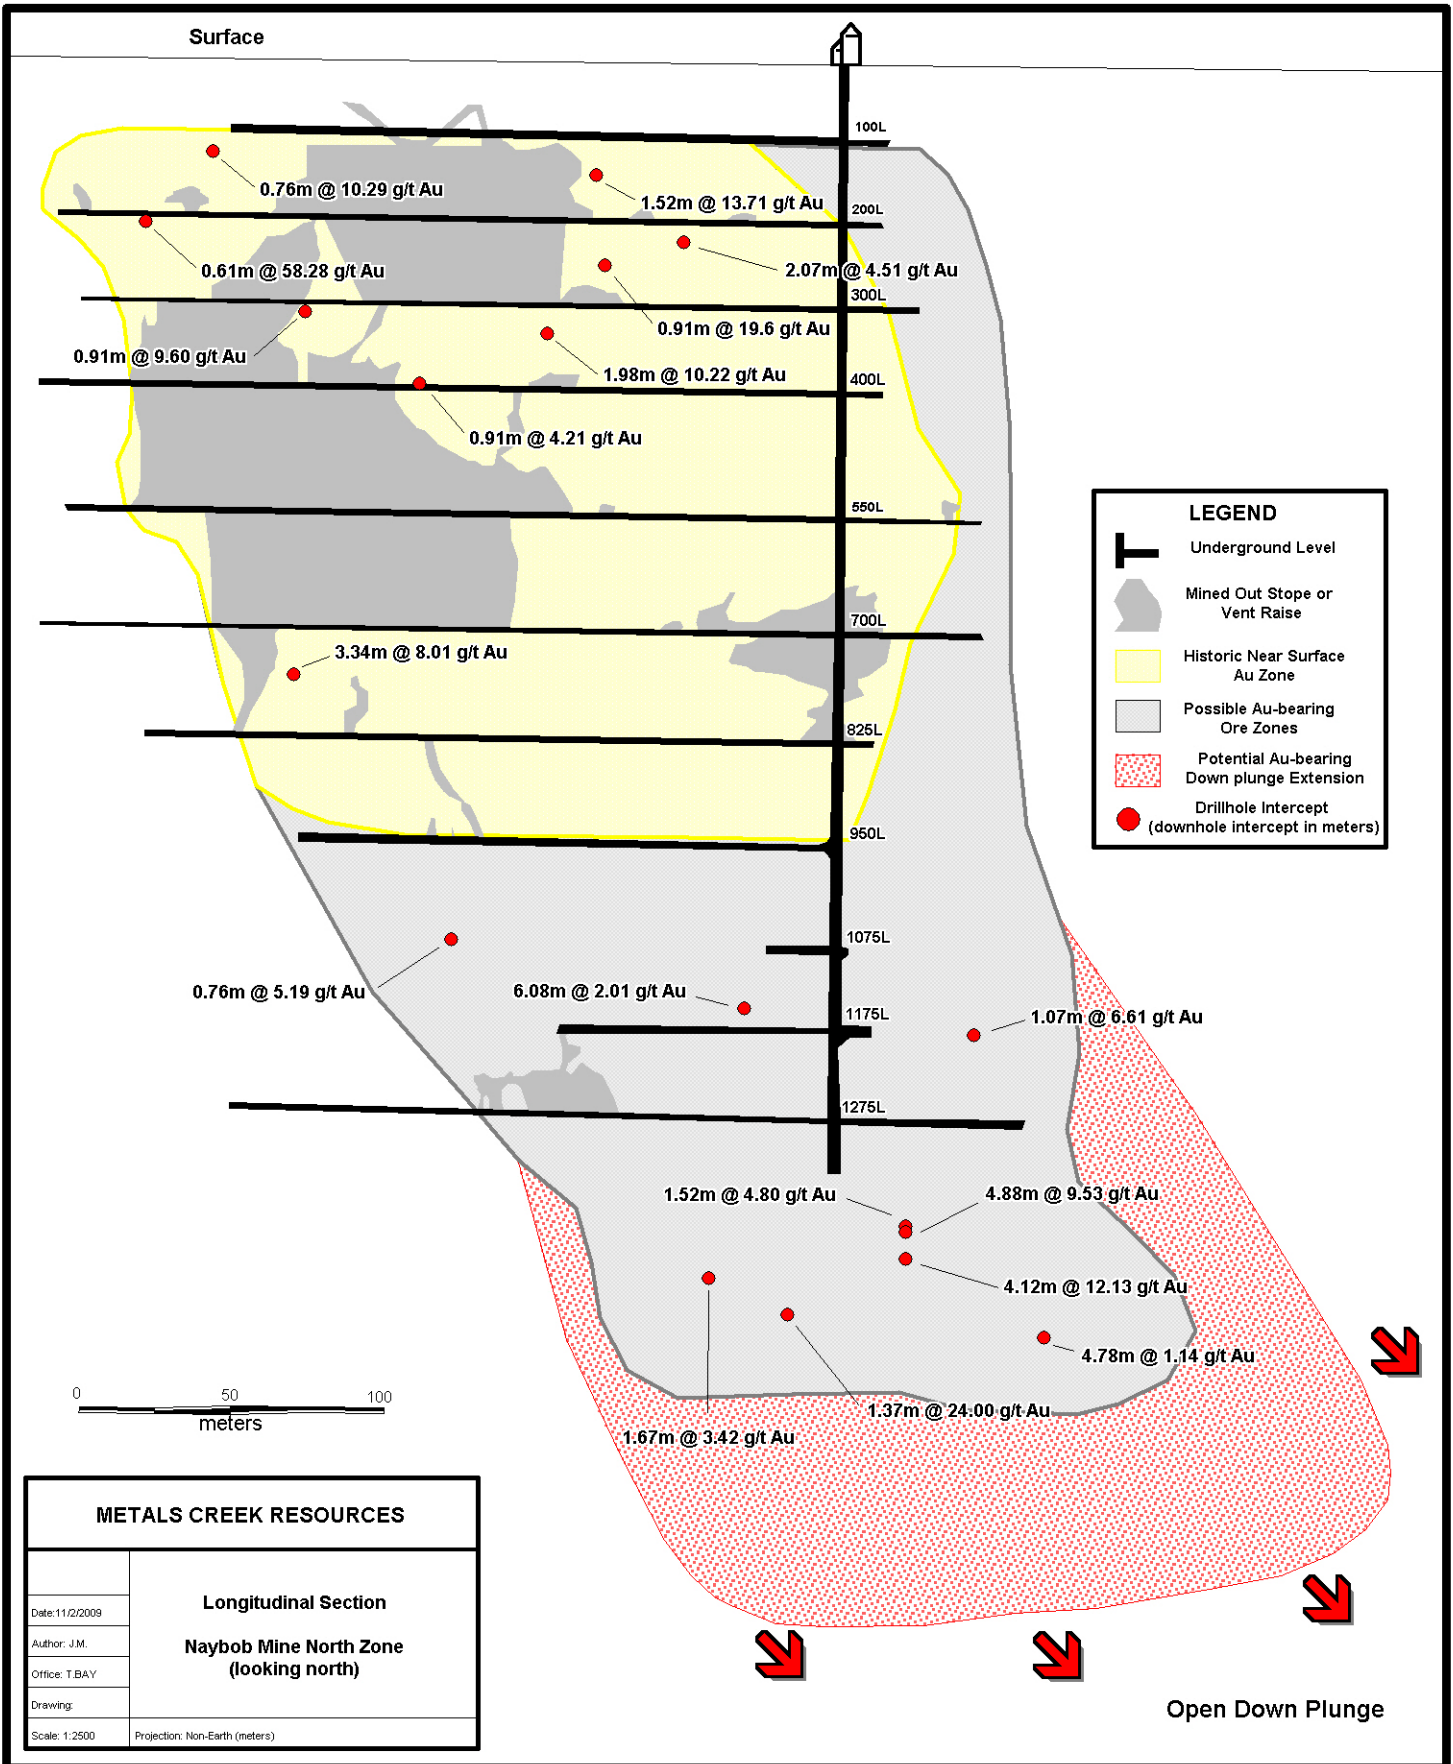 Surface
100L
0.76m @ 10.29 g/t Au
1.52m @ 13.71 g/t Au
200L
0.61m @ 58.28 g/t Au
2.07m @ 4.51 g/t Au
300L
0.91m @ 19.6 g/t Au
0.91m @ 9.60 g/t Au
1.98m @ 10.22 g/t Au
400L
0.91m @ 4.21 g/t Au
550L
700L
3.34m @ 8.01 g/t Au
825L
950L
1075L
0.76m @ 5.19 g/t Au
6.08m @ 2.01 g/t Au
1175L
1.07m @ 6.61 g/t Au
1275L
1.52m @ 4.80 g/t Au
4.88m @ 9.53 g/t Au
4.12m @ 12.13 g/t Au
4.78m @ 1.14 g/t Au
1.37m @ 24.00 g/t Au
1.67m @ 3.42 g/t Au
LEGEND
Underground Level
Mined Out Stope or
Vent Raise
Historic Near Surface
Au Zone
Possible Au-bearing
Ore Zones
Potential Au-bearing
Down plunge Extension
Drillhole Intercept
(downhole intercept in meters)
0 50 100
meters
METALS CREEK RESOURCES
Longitudinal Section
Naybob Mine North Zone
(looking north)
Date:11/2/2009
Author: J.M.
Office: T.BAY
Drawing:
Scale: 1:2500
Projection: Non-Earth (meters)
Open Down Plunge